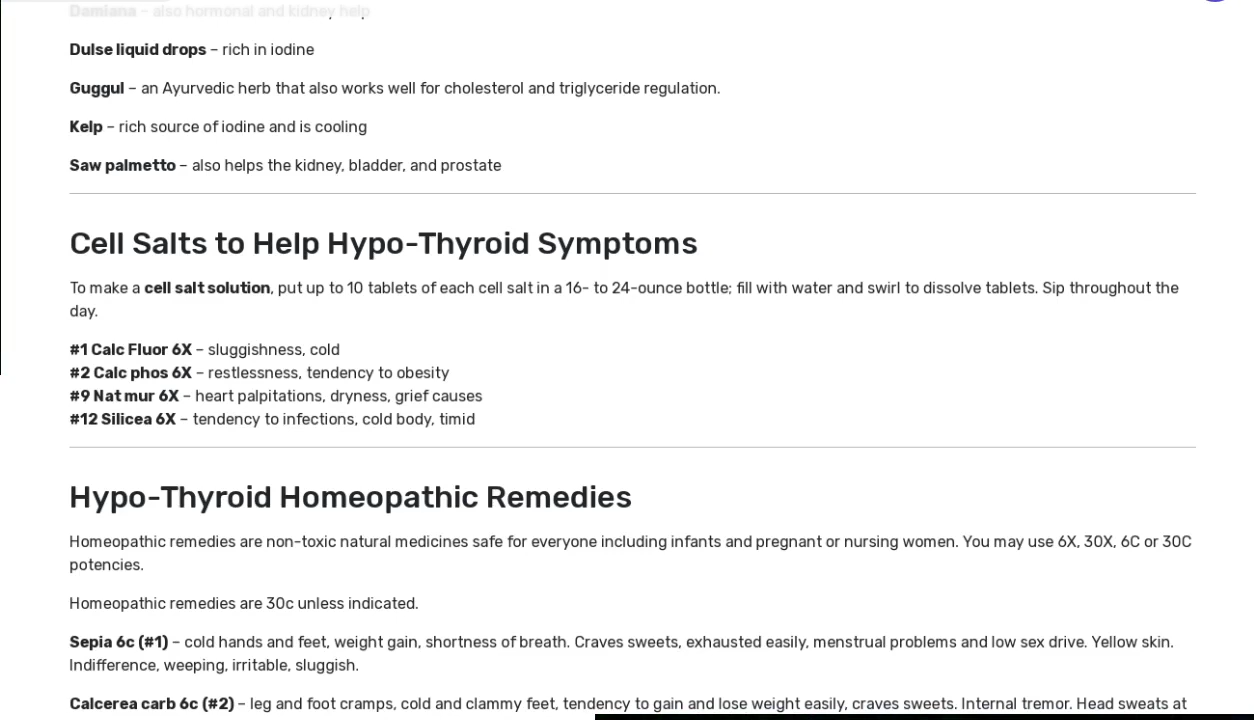 Damiana – also hormonal and kidney help
Dulse liquid drops – rich in iodine
Guggul – an Ayurvedic herb that also works well for cholesterol and triglyceride regulation.
Kelp – rich source of iodine and is cooling
Saw palmetto – also helps the kidney, bladder, and prostate
Cell Salts to Help Hypo-Thyroid Symptoms
To make a cell salt solution, put up to 10 tablets of each cell salt in a 16- to 24-ounce bottle; fill with water and swirl to dissolve tablets. Sip throughout the
day.
#1 Calc Fluor 6X – sluggishness, cold
#2 Calc phos 6X – restlessness, tendency to obesity
#9 Nat mur 6X – heart palpitations, dryness, grief causes
#12 Silicea 6X – tendency to infections, cold body, timid
Hypo-Thyroid Homeopathic Remedies
Homeopathic remedies are non-toxic natural medicines safe for everyone including infants and pregnant or nursing women. You may use 6X, 30X, 6C or 30C
potencies.
Homeopathic remedies are 30c unless indicated.
Sepia 6c (#1) – cold hands and feet, weight gain, shortness of breath. Craves sweets, exhausted easily, menstrual problems and low sex drive. Yellow skin.
Indifference, weeping, irritable, sluggish.
Calcerea carb 6c (#2) – leg and foot cramps, cold and clammy feet, tendency to gain and lose weight easily, craves sweets. Internal tremor. Head sweats at